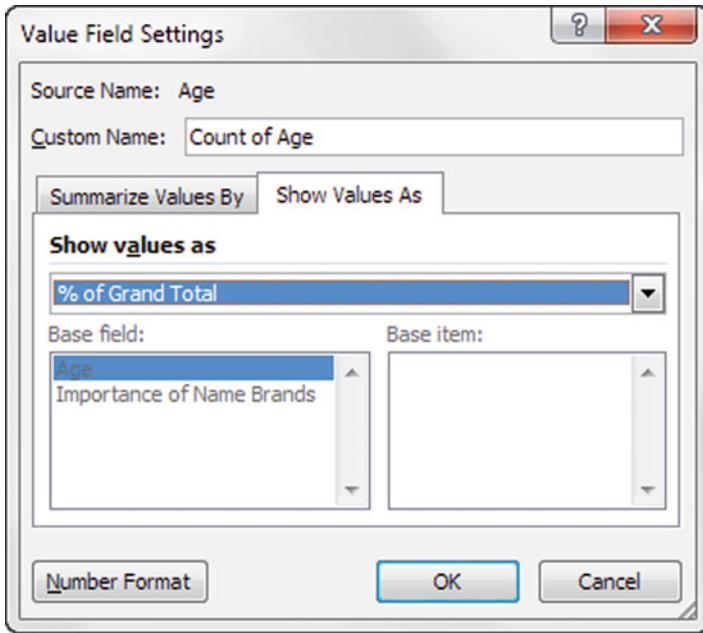 Value Field Settings
?
X
Source Name: Age
Custom Name: Count of Age
Summarize Values By Show Values As
Show values as
% of Grand Total
Base field: Base item:
Age
Importance of Name Brands
Number Format OK Cancel